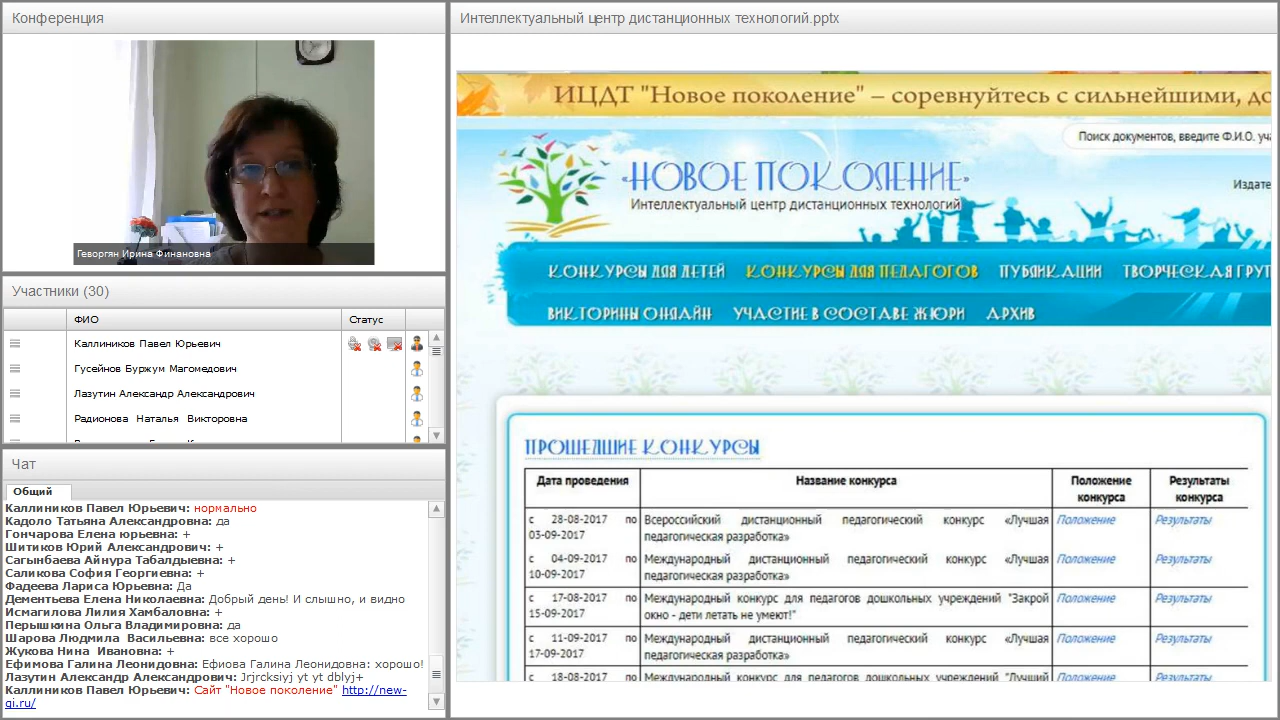 Конференция
Геворгян Ирина Финановна
Участники (30)
ФИО
Статус
Каллиников Павел Юрьевич
Гусейнов Буржум Магомедович
Лазутин Александр Александрович
Радионова Наталья Викторовна
Чат
Общий
Каллиников Павел Юрьевич: нормально
Кадоло Татьяна Александровна: да
Гончарова Елена юрьевна: +
Шитиков Юрий Александрович: +
Сагынбаева Айнура Табалдыевна: +
Саликова София Георгиевна: +
Фадеева Лариса Юрьевна: Да
Дементьева Елена Николаевна: Добрый день! И слышно, и видно
Исмагилова Лилия Хамбаловна: +
Перышкина Ольга Владимировна: да
Шарова Людмила Васильевна: все хорошо
Жукова Нина Ивановна: +
Ефимова Галина Леонидовна: Ефиова Галина Леонидовна: хорошо!
Лазутин Александр Александрович: Jrjrcksiyj yt yt dblyj+
Каллиников Павел Юрьевич: Сайт "Новое поколение" http://new-
gi.ru/
Интеллектуальный центр дистанционных технологий.pptx
ИЦДТ "Новое поколение" – соревнуйтесь с сильнейшими, до
Поиск документов, введите Ф.И.О. уча
«НОВОЕ ПОКОЛЕНИЕ»
Интеллектуальный центр дистанционных технологий
Издате
КОНКУРСЫ ДЛЯ ДЕТЕЙ КОНКУРСЫ ДЛЯ ПЕДАГОГОВ ПУБЛИКАЦИИ ТВОРЧЕСКАЯ ГРУП
ВИКТОРИНЫ ОНЛАЙН УЧАСТИЕ В СОСТАВЕ ЖЮРИ АРХИВ
ПРОШЕДШИЕ КОНКУРСЫ
Дата проведения Название конкурса Положение конкурса Результаты конкурса
с 28-08-2017 по Всероссийский дистанционный педагогический конкурс «Лучшая Положение Результаты
03-09-2017 педагогическая разработка»
с 04-09-2017 по Международный дистанционный педагогический конкурс «Лучшая Положение Результаты
10-09-2017 педагогическая разработка»
с 17-08-2017 по Международный конкурс для педагогов дошкольных учреждений "Закрой Положение Результаты
15-09-2017 окно - дети летать не умеют!"
с 11-09-2017 по Международный дистанционный педагогический конкурс «Лучшая Положение Результаты
17-09-2017 педагогическая разработка»
с 18-08-2017 по Международный конкурс для педагогов дошкольных учреждений "Лучший Положение Результаты